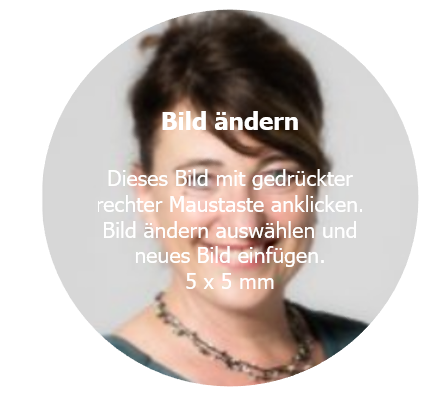 Bild ändern
Dieses Bild mit gedrückter
rechter Maustaste anklicken.
Bild ändern auswählen und
neues Bild einfügen.
5 x 5 mm